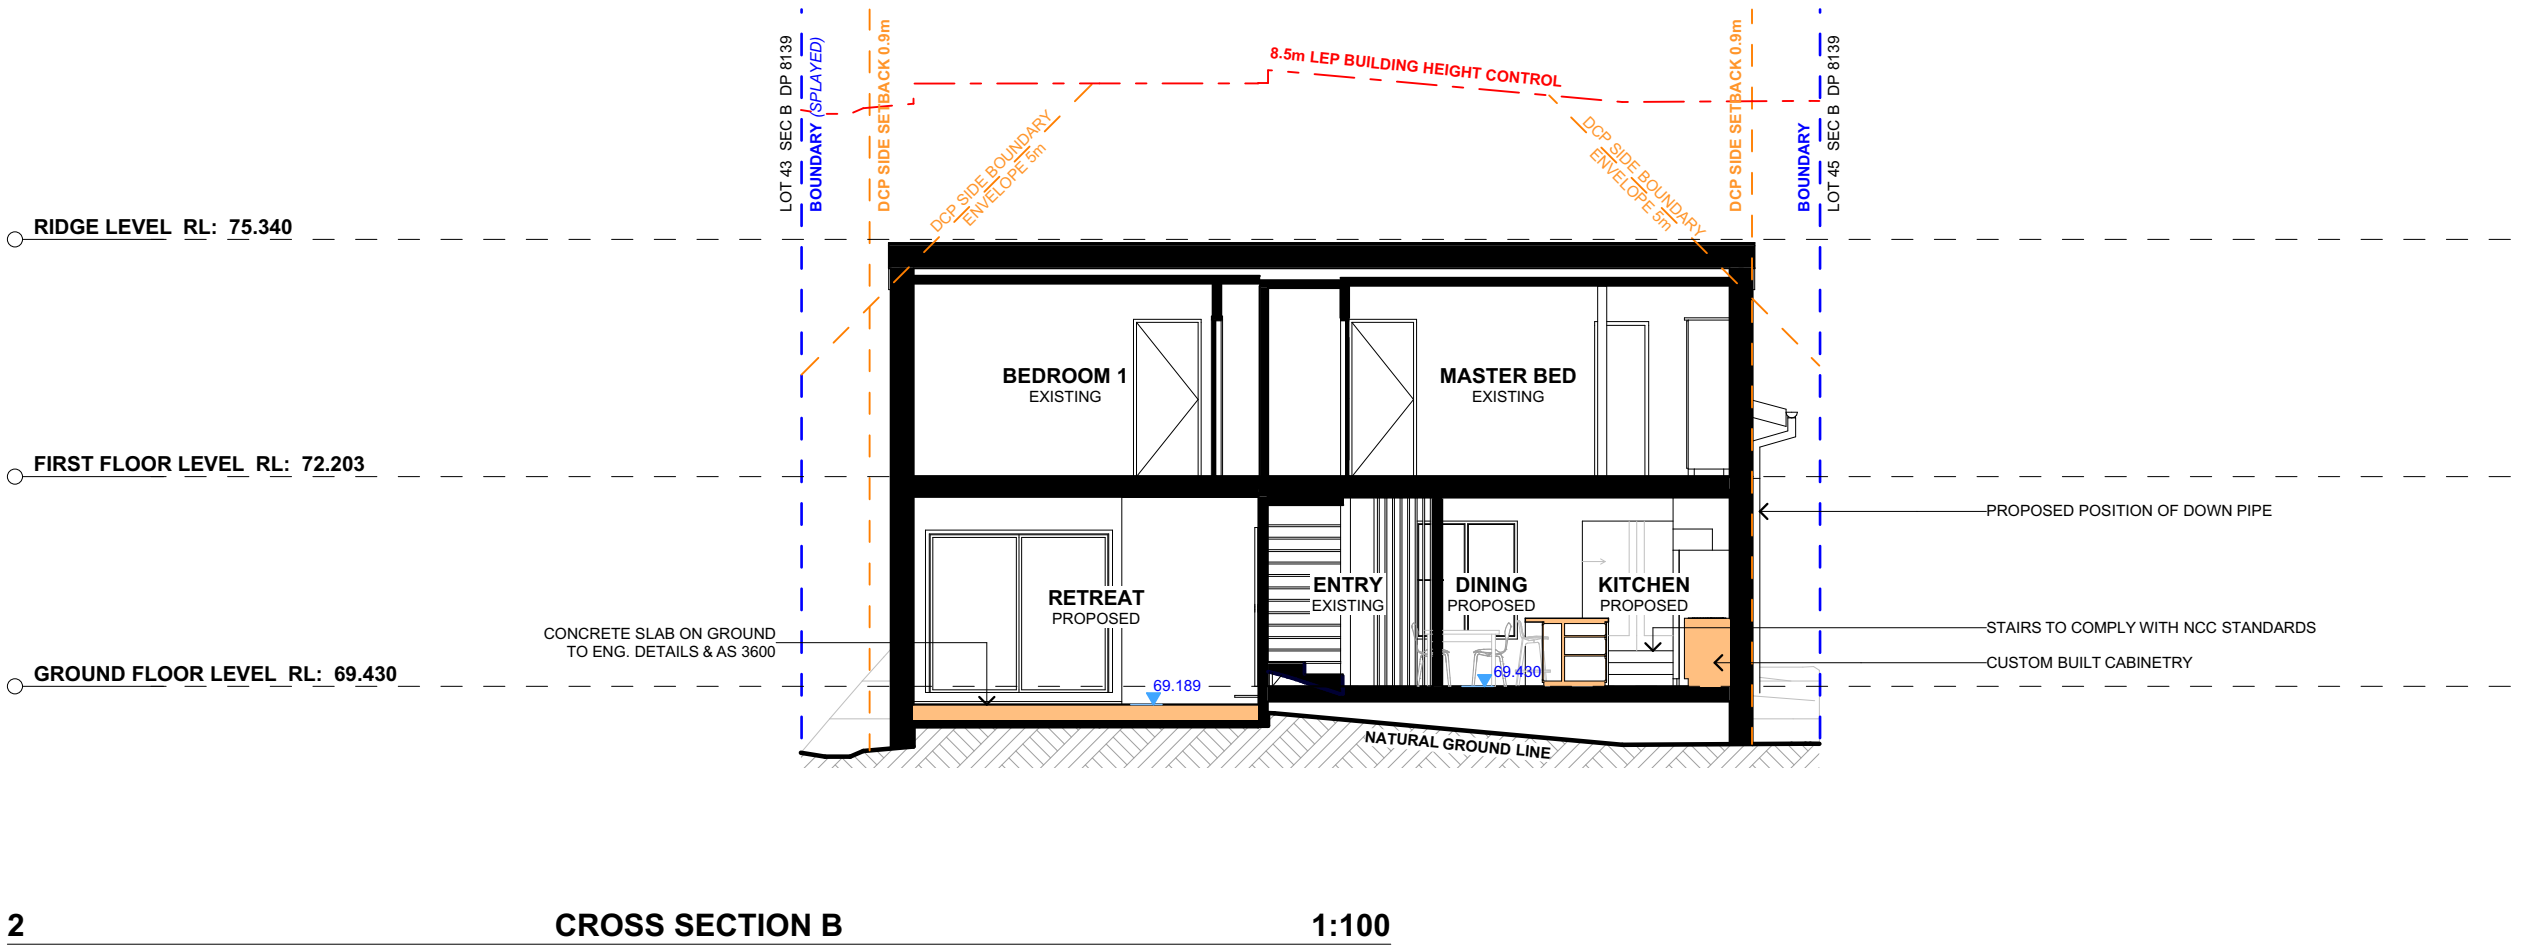 LOT 43  SEC B  DP 8139
BOUNDARY (SPLAYED)
DCP SIDE SETBACK 0.9m
8.5m LEP BUILDING HEIGHT CONTROL
DCP SIDE SETBACK 0.9m
BOUNDARY
LOT 45  SEC B  DP 8139
DCP SIDE BOUNDARY
ENVELOPE 5m
DCP SIDE BOUNDARY
ENVELOPE 5m
RIDGE LEVEL  RL:  75.340
BEDROOM 1
EXISTING
MASTER BED
EXISTING
FIRST FLOOR LEVEL  RL:  72.203
PROPOSED POSITION OF DOWN PIPE
RETREAT
PROPOSED
ENTRY
EXISTING
DINING
PROPOSED
KITCHEN
PROPOSED
CONCRETE SLAB ON GROUND
TO ENG. DETAILS & AS 3600
STAIRS TO COMPLY WITH NCC STANDARDS
CUSTOM BUILT CABINETRY
GROUND FLOOR LEVEL  RL:  69.430
69.189
69.430
NATURAL GROUND LINE
2
CROSS SECTION B
1:100